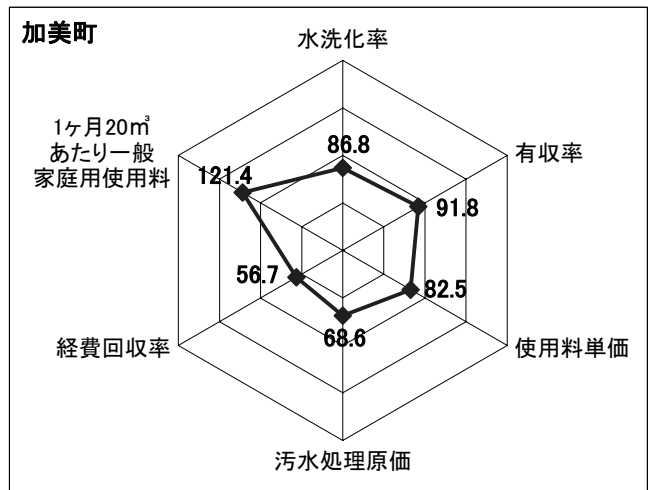 加美町
水洗化率
1ヶ月20㎥
あたり一般
家庭用使用料
有収率
86.8
121.4
91.8
56.7
82.5
68.6
経費回収率
使用料単価
汚水処理原価